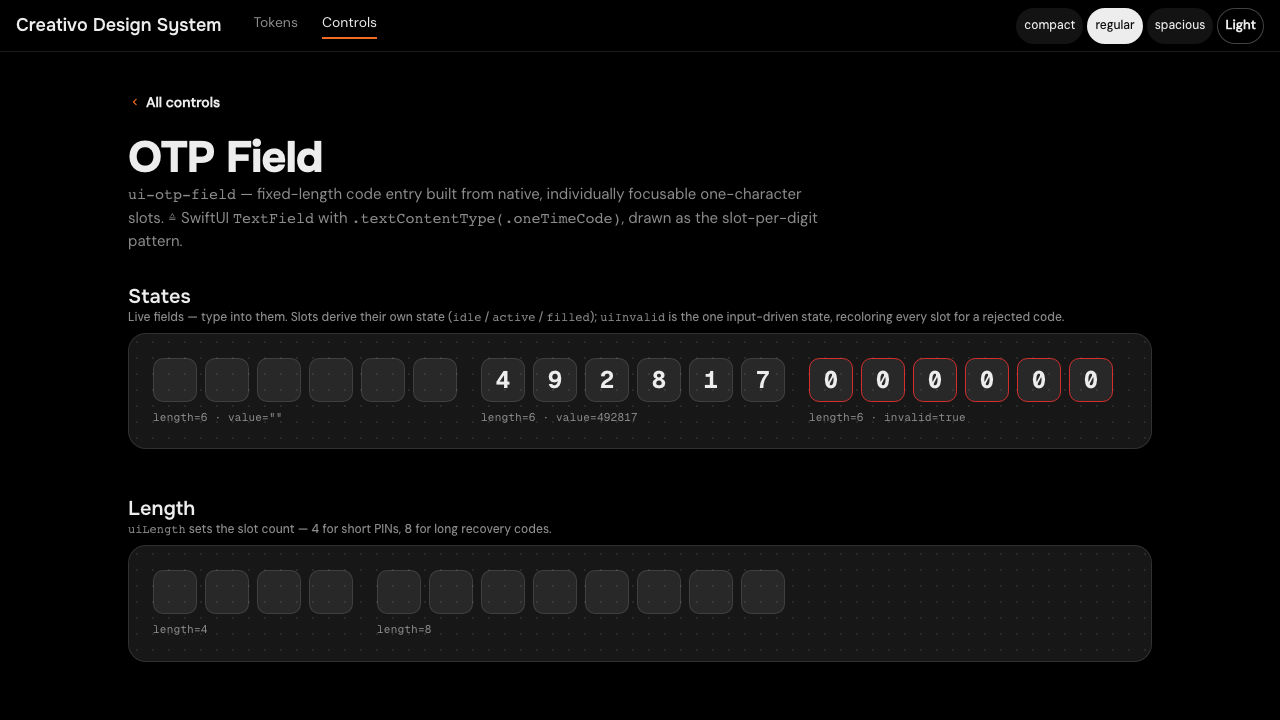 Creativo Design System
Tokens
Controls
compact
regular
spacious
Light
‹ All controls
OTP Field
ui-otp-field — fixed-length code entry built from native, individually focusable one-character
slots. ≙ SwiftUI TextField with .textContentType(.oneTimeCode), drawn as the slot-per-digit
pattern.
States
Live fields — type into them. Slots derive their own state (idle / active / filled); uiInvalid is the one input-driven state, recoloring every slot for a rejected code.
4 9 2 8 1 7
0 0 0 0 0 0
length=6 · value=""
length=6 · value=492817
length=6 · invalid=true
Length
uiLength sets the slot count — 4 for short PINs, 8 for long recovery codes.
length=4
length=8